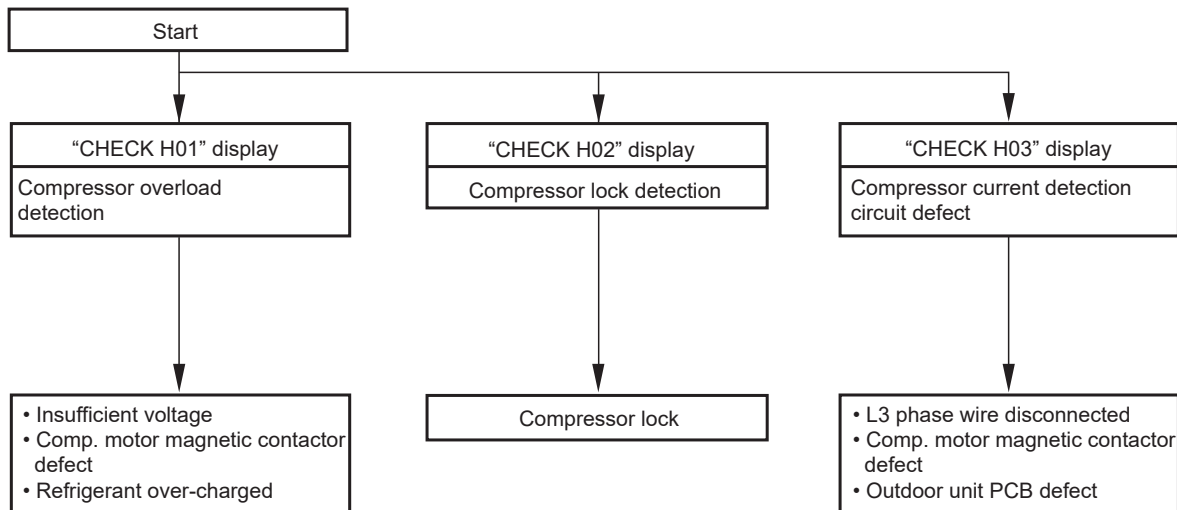 Start
“CHECK H01” display
Compressor overload
detection
“CHECK H02” display
Compressor lock detection
“CHECK H03” display
Compressor current detection
circuit defect
• Insufficient voltage
• Comp. motor magnetic contactor
defect
• Refrigerant over-charged
Compressor lock
• L3 phase wire disconnected
• Comp. motor magnetic contactor
defect
• Outdoor unit PCB defect